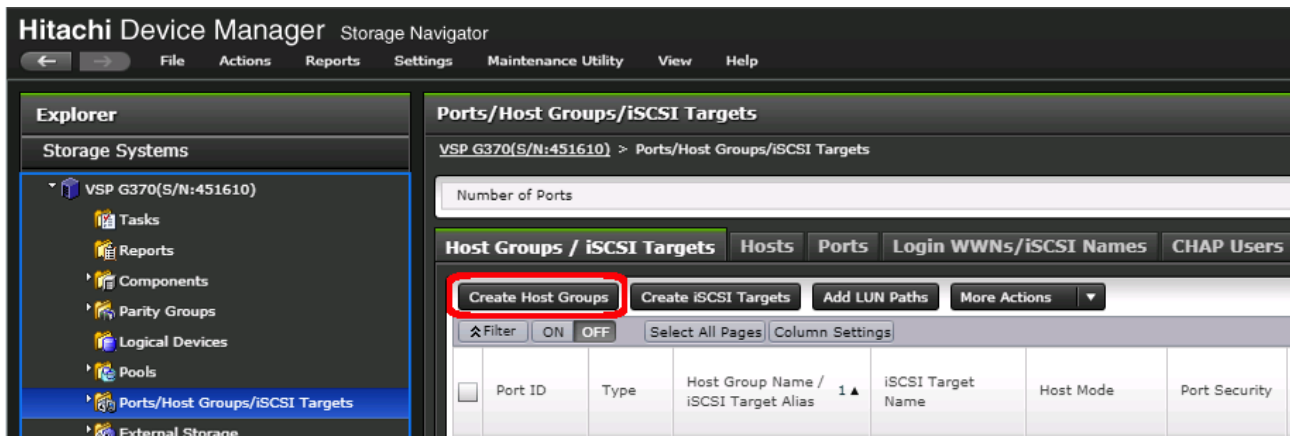 Hitachi Device Manager Storage Navigator
File Actions Reports Settings Maintenance Utility View Help
Explorer
Storage Systems
VSP G370(S/N:451610)
Tasks
Reports
Components
Parity Groups
Logical Devices
Pools
Ports/Host Groups/iSCSI Targets
External Storage
Ports/Host Groups/iSCSI Targets
VSP G370(S/N:451610) > Ports/Host Groups/iSCSI Targets
Number of Ports
Host Groups / iSCSI Targets Hosts Ports Login WWNs/iSCSI Names CHAP Users
Create Host Groups Create iSCSI Targets Add LUN Paths More Actions
Filter ON OFF Select All Pages Column Settings
Port ID Type Host Group Name / iSCSI Target Alias 1 iSCSI Target Name Host Mode Port Security